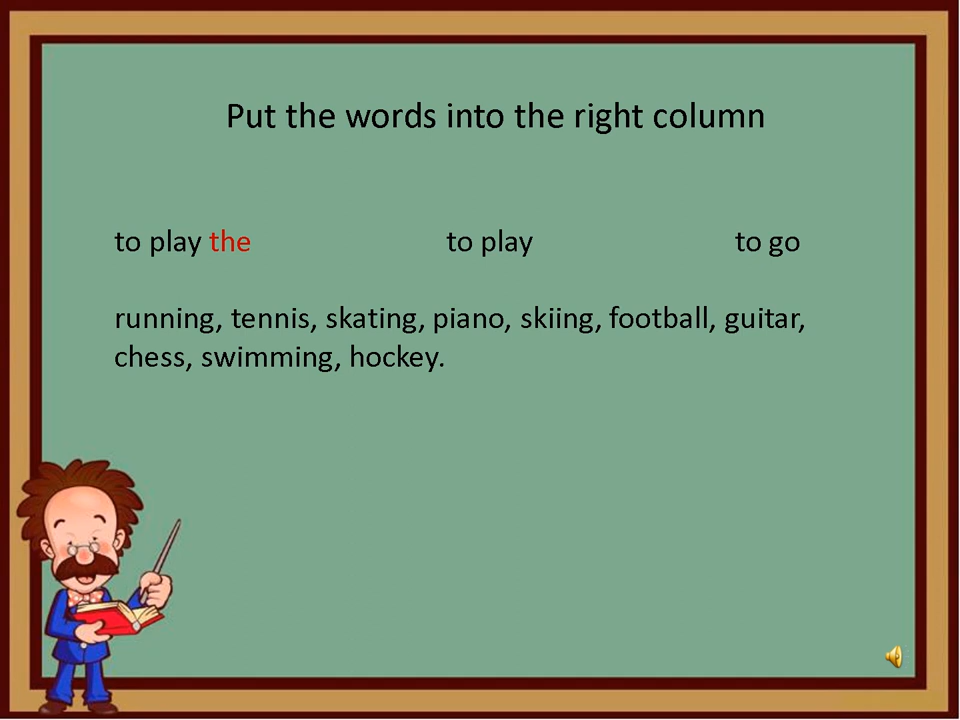 Put the words into the right column
to play the to play to go
running, tennis, skating, piano, skiing, football, guitar,
chess, swimming, hockey.